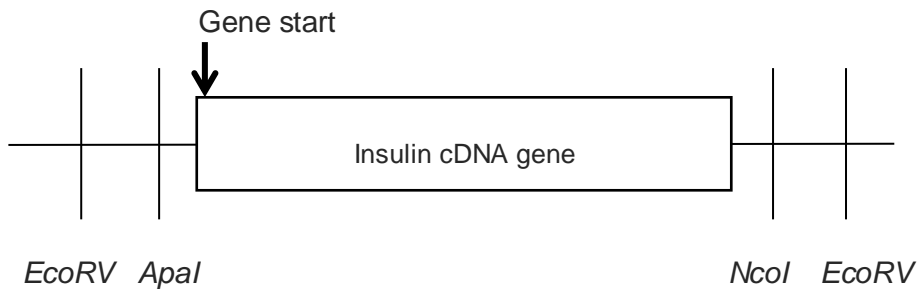 Gene start
Insulin cDNA gene
EcoRV ApaI NcoI EcoRV